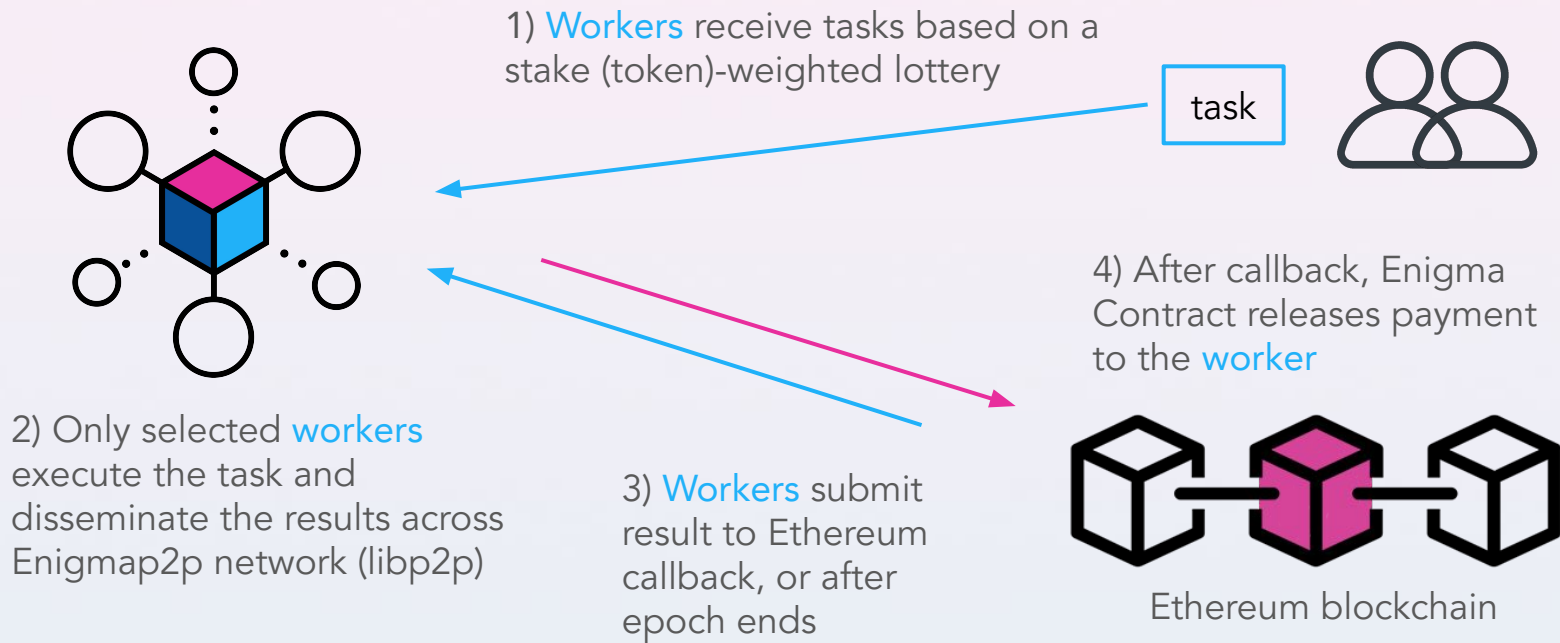 1) Workers receive tasks based on a
stake (token)-weighted lottery
task
2) Only selected workers
execute the task and
disseminate the results across
Enigmap2p network (libp2p)
3) Workers submit
result to Ethereum
callback, or after
epoch ends
4) After callback, Enigma
Contract releases payment
to the worker
Ethereum blockchain